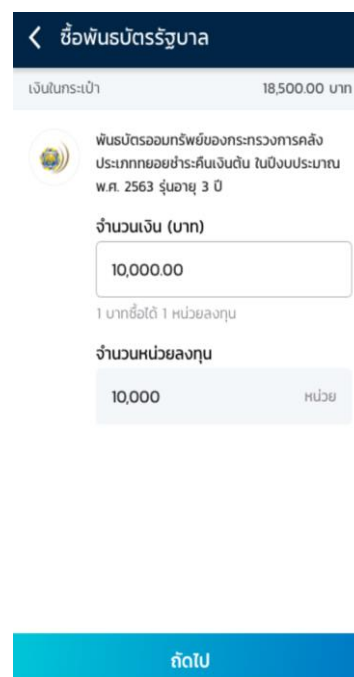 ซื้อพันธบัตรรัฐบาล
เงินในกระเป๋า 18,500.00 บาท
พันธบัตรออมทรัพย์ของกระทรวงการคลัง
ประเภททยอยชำระคืนเงินต้น ในปีงบประมาณ
พ.ศ. 2563 รุ่นอายุ 3 ปี
จำนวนเงิน (บาท)
10,000.00
1 บาทซื้อได้ 1 หน่วยลงทุน
จำนวนหน่วยลงทุน
10,000 หน่วย
ถัดไป